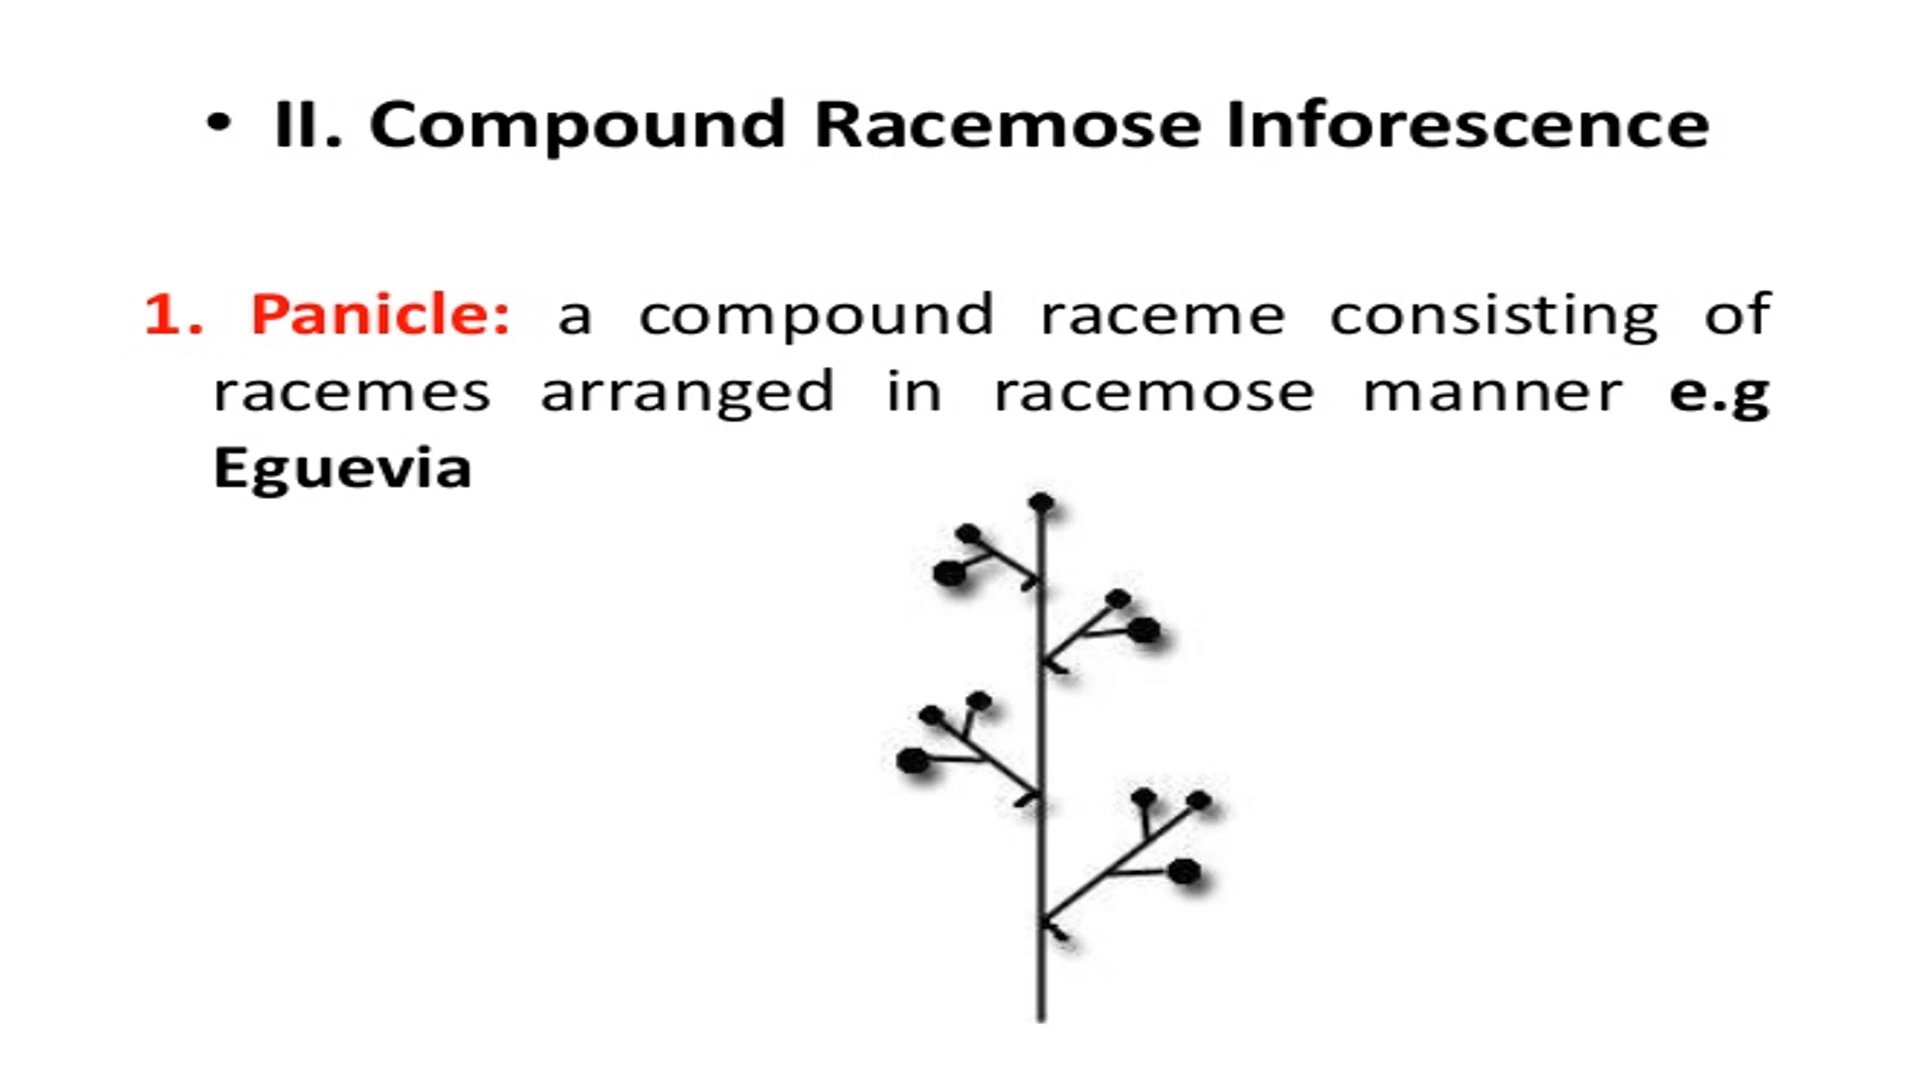 • II. Compound Racemose Inforescence
1. Panicle: a compound raceme consisting of
racemes arranged in racemose manner e.g
Eguevia